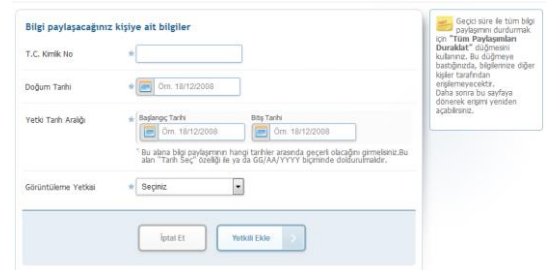 Bilgi paylaşacağınız kişiye ait bilgiler
T.C. Kimlik No *
Doğum Tarihi * Örn. 18/12/2008
Yetki Tarih Aralığı * Başlangıç Tarihi Bitiş Tarihi
Örn. 18/12/2008 Örn. 18/12/2008
* Bu alana bilgi paylaşımının hangi tarihler arasında geçerli olacağını girmelisiniz.Bu
alan "Tarih Seç" özelliği ile ya da GG/AA/YYYY biçiminde doldurulmalıdır.
Görüntüleme Yetkisi * Seçiniz
İptal Et Yetkili Ekle
Geçici süre ile tüm bilgi
paylaşımını durdurmak
için "Tüm Paylaşımları
Duraklat" düğmesini
kullanınız. Bu düğmeye
bastığınızda, bilgilerinize diğer
kişiler tarafından
erişilemeyecektir.
Daha sonra bu sayfaya
dönerek erişimi yeniden
açabilirsiniz.